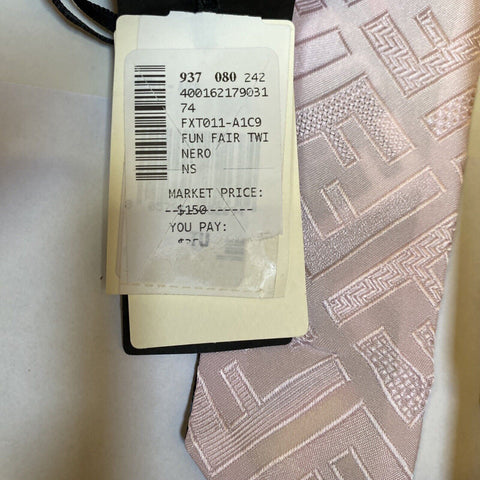 937 080 242
400162179031
74
FXT011-A1C9
FUN FAIR TWI
NERO
NS
MARKET PRICE:
$150
YOU PAY: